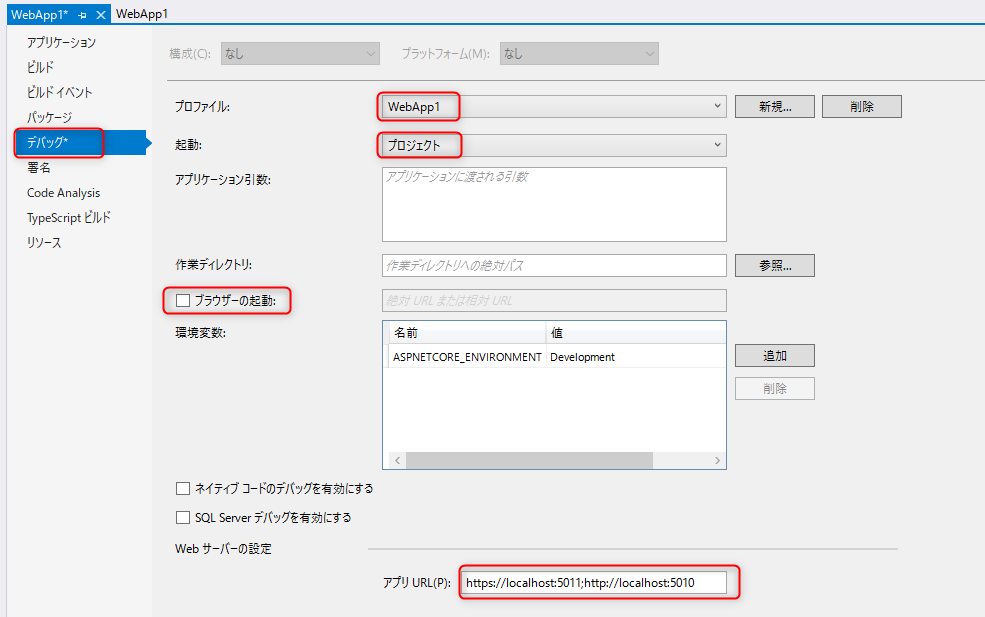 WebApp1* WebApp1
アプリケーション
ビルド
ビルド イベント
パッケージ
デバッグ*
署名
Code Analysis
TypeScript ビルド
リソース
構成(C): なし プラットフォーム(M): なし
プロファイル: WebApp1 新規... 削除
起動: プロジェクト
アプリケーション引数: アプリケーションに渡される引数
作業ディレクトリ: 作業ディレクトリへの絶対パス 参照...
ブラウザーの起動: 絶対 URL または相対 URL
環境変数: 名前 値
ASPNETCORE_ENVIRONMENT Development
追加
削除
ネイティブ コードのデバッグを有効にする
SQL Server デバッグを有効にする
Web サーバーの設定
アプリ URL(P): https://localhost:5011;http://localhost:5010